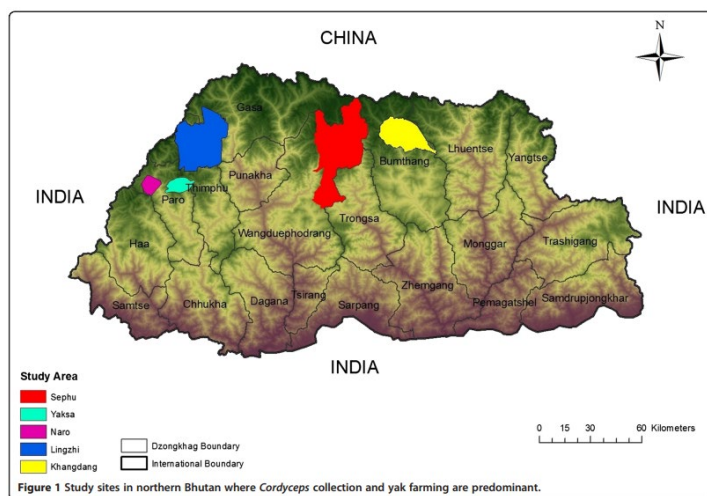 CHINA
N
Gasa
Bumthang
Lhuentse
Yangtse
Punakha
Thimphu
Paro
INDIA
INDIA
Haa
Wangduephodrang
Trongsa
Monggar
Trashigang
Samtse
Chhukha
Dagana
Tsirang
Sarpang
Zhemgang
Pemagatshel
Samdrupjongkhar
INDIA
Study Area
Sephu
Yaksa
Naro
Lingzhi
Khangdang
Dzongkhag Boundary
International Boundary
0 15 30 45 60 Kilometers
Figure 1 Study sites in northern Bhutan where Cordyceps collection and yak farming are predominant.